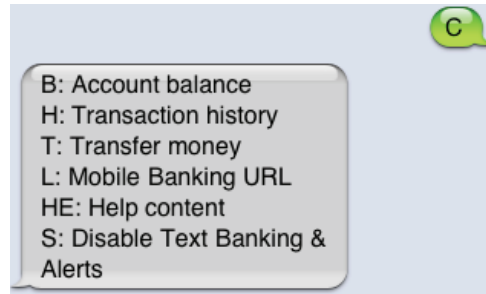 C
B: Account balance
H: Transaction history
T: Transfer money
L: Mobile Banking URL
HE: Help content
S: Disable Text Banking &
Alerts